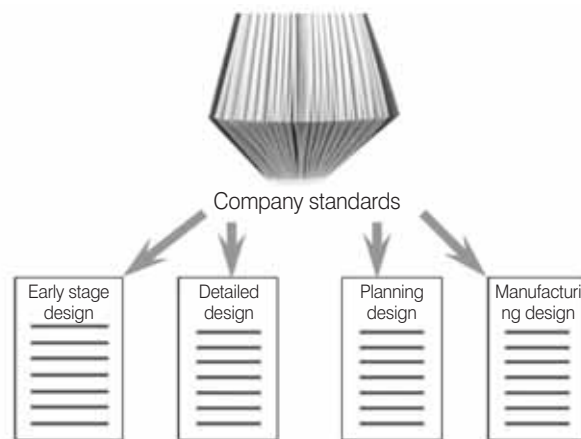 Company standards
Early stage
design
Detailed
design
Planning
design
Manufacturi
ng design